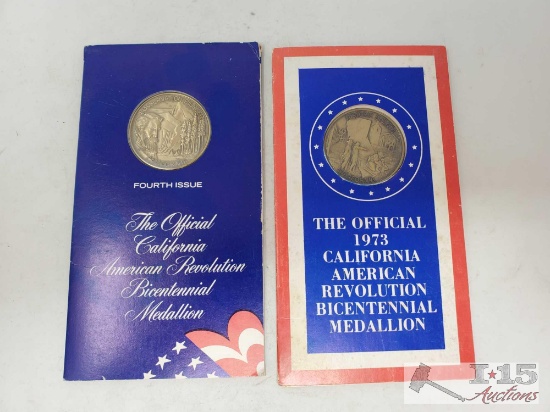 FOURTH ISSUE
The Official
California
American Revolution
Bicentennial
Medallion
THE OFFICIAL
1973
CALIFORNIA
AMERICAN
REVOLUTION
BICENTENNIAL
MEDALLION
I-15
Auctions